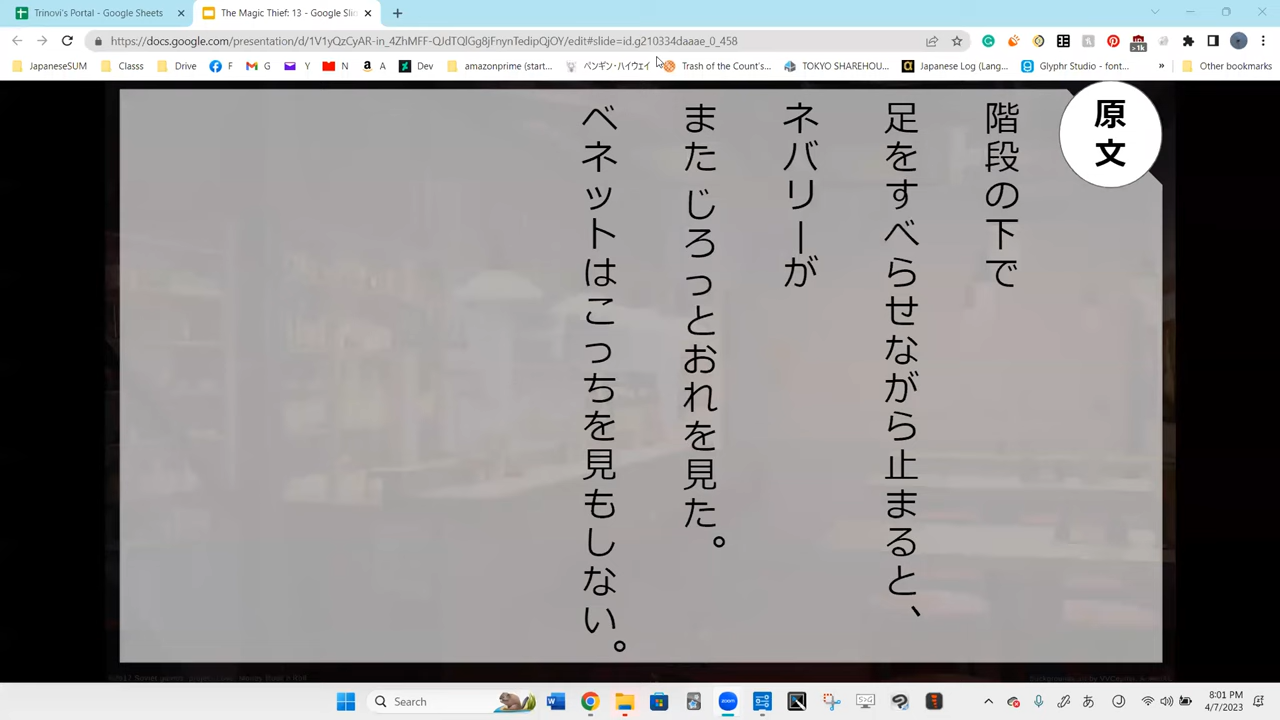 Trinovi's Portal - Google Sheets
The Magic Thief: 13 - Google Sli
https://docs.google.com/presentation/d/1V1yQzCyAR-in_4ZhMFF-QJdTQlGg8jFnynTedipQjOY/edit#slide=id.g210334daaae_0_458
JapaneseSUM
Classs
Drive
F
G
Y
N
A
Dev
amazonprime (start...
ペンギン・ハイウェイ
Trash of the Count's...
TOKYO SHAREHOU...
Japanese Log (Lang...
Glyphr Studio - font...
»
Other bookmarks
原文
階段の下で
足をすべらせながら止まると、
ネバリーが
また じろっとおれを見た。
ベネットはこっちを見もしない。
Search
8:01 PM
4/7/2023